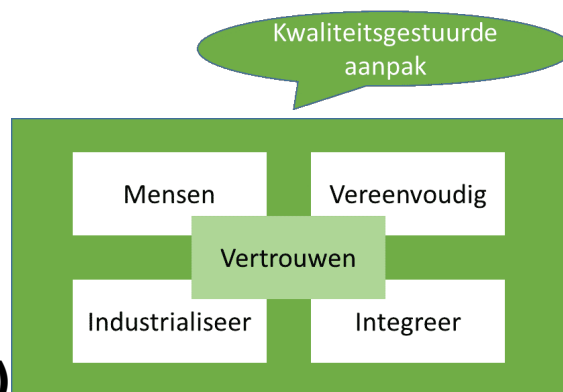 Kwaliteitsgestuurde
aanpak
Mensen
Vereenvoudig
Vertrouwen
Industrialiseer
Integreer
)